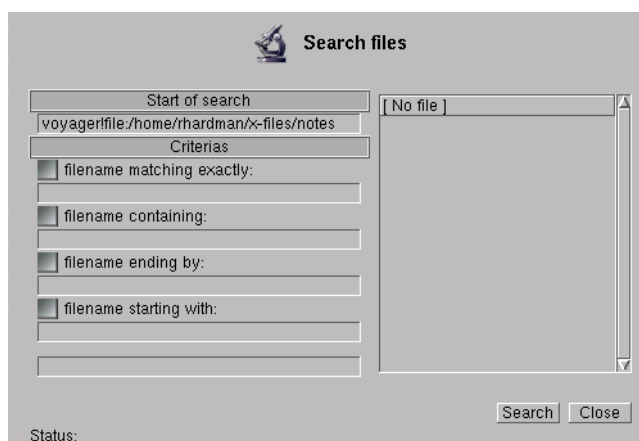 Search files
Start of search
voyager!file:/home/rhardman/x-files/notes
Criterias
filename matching exactly:
filename containing:
filename ending by:
filename starting with:
[ No file ]
Search
Close
Status: